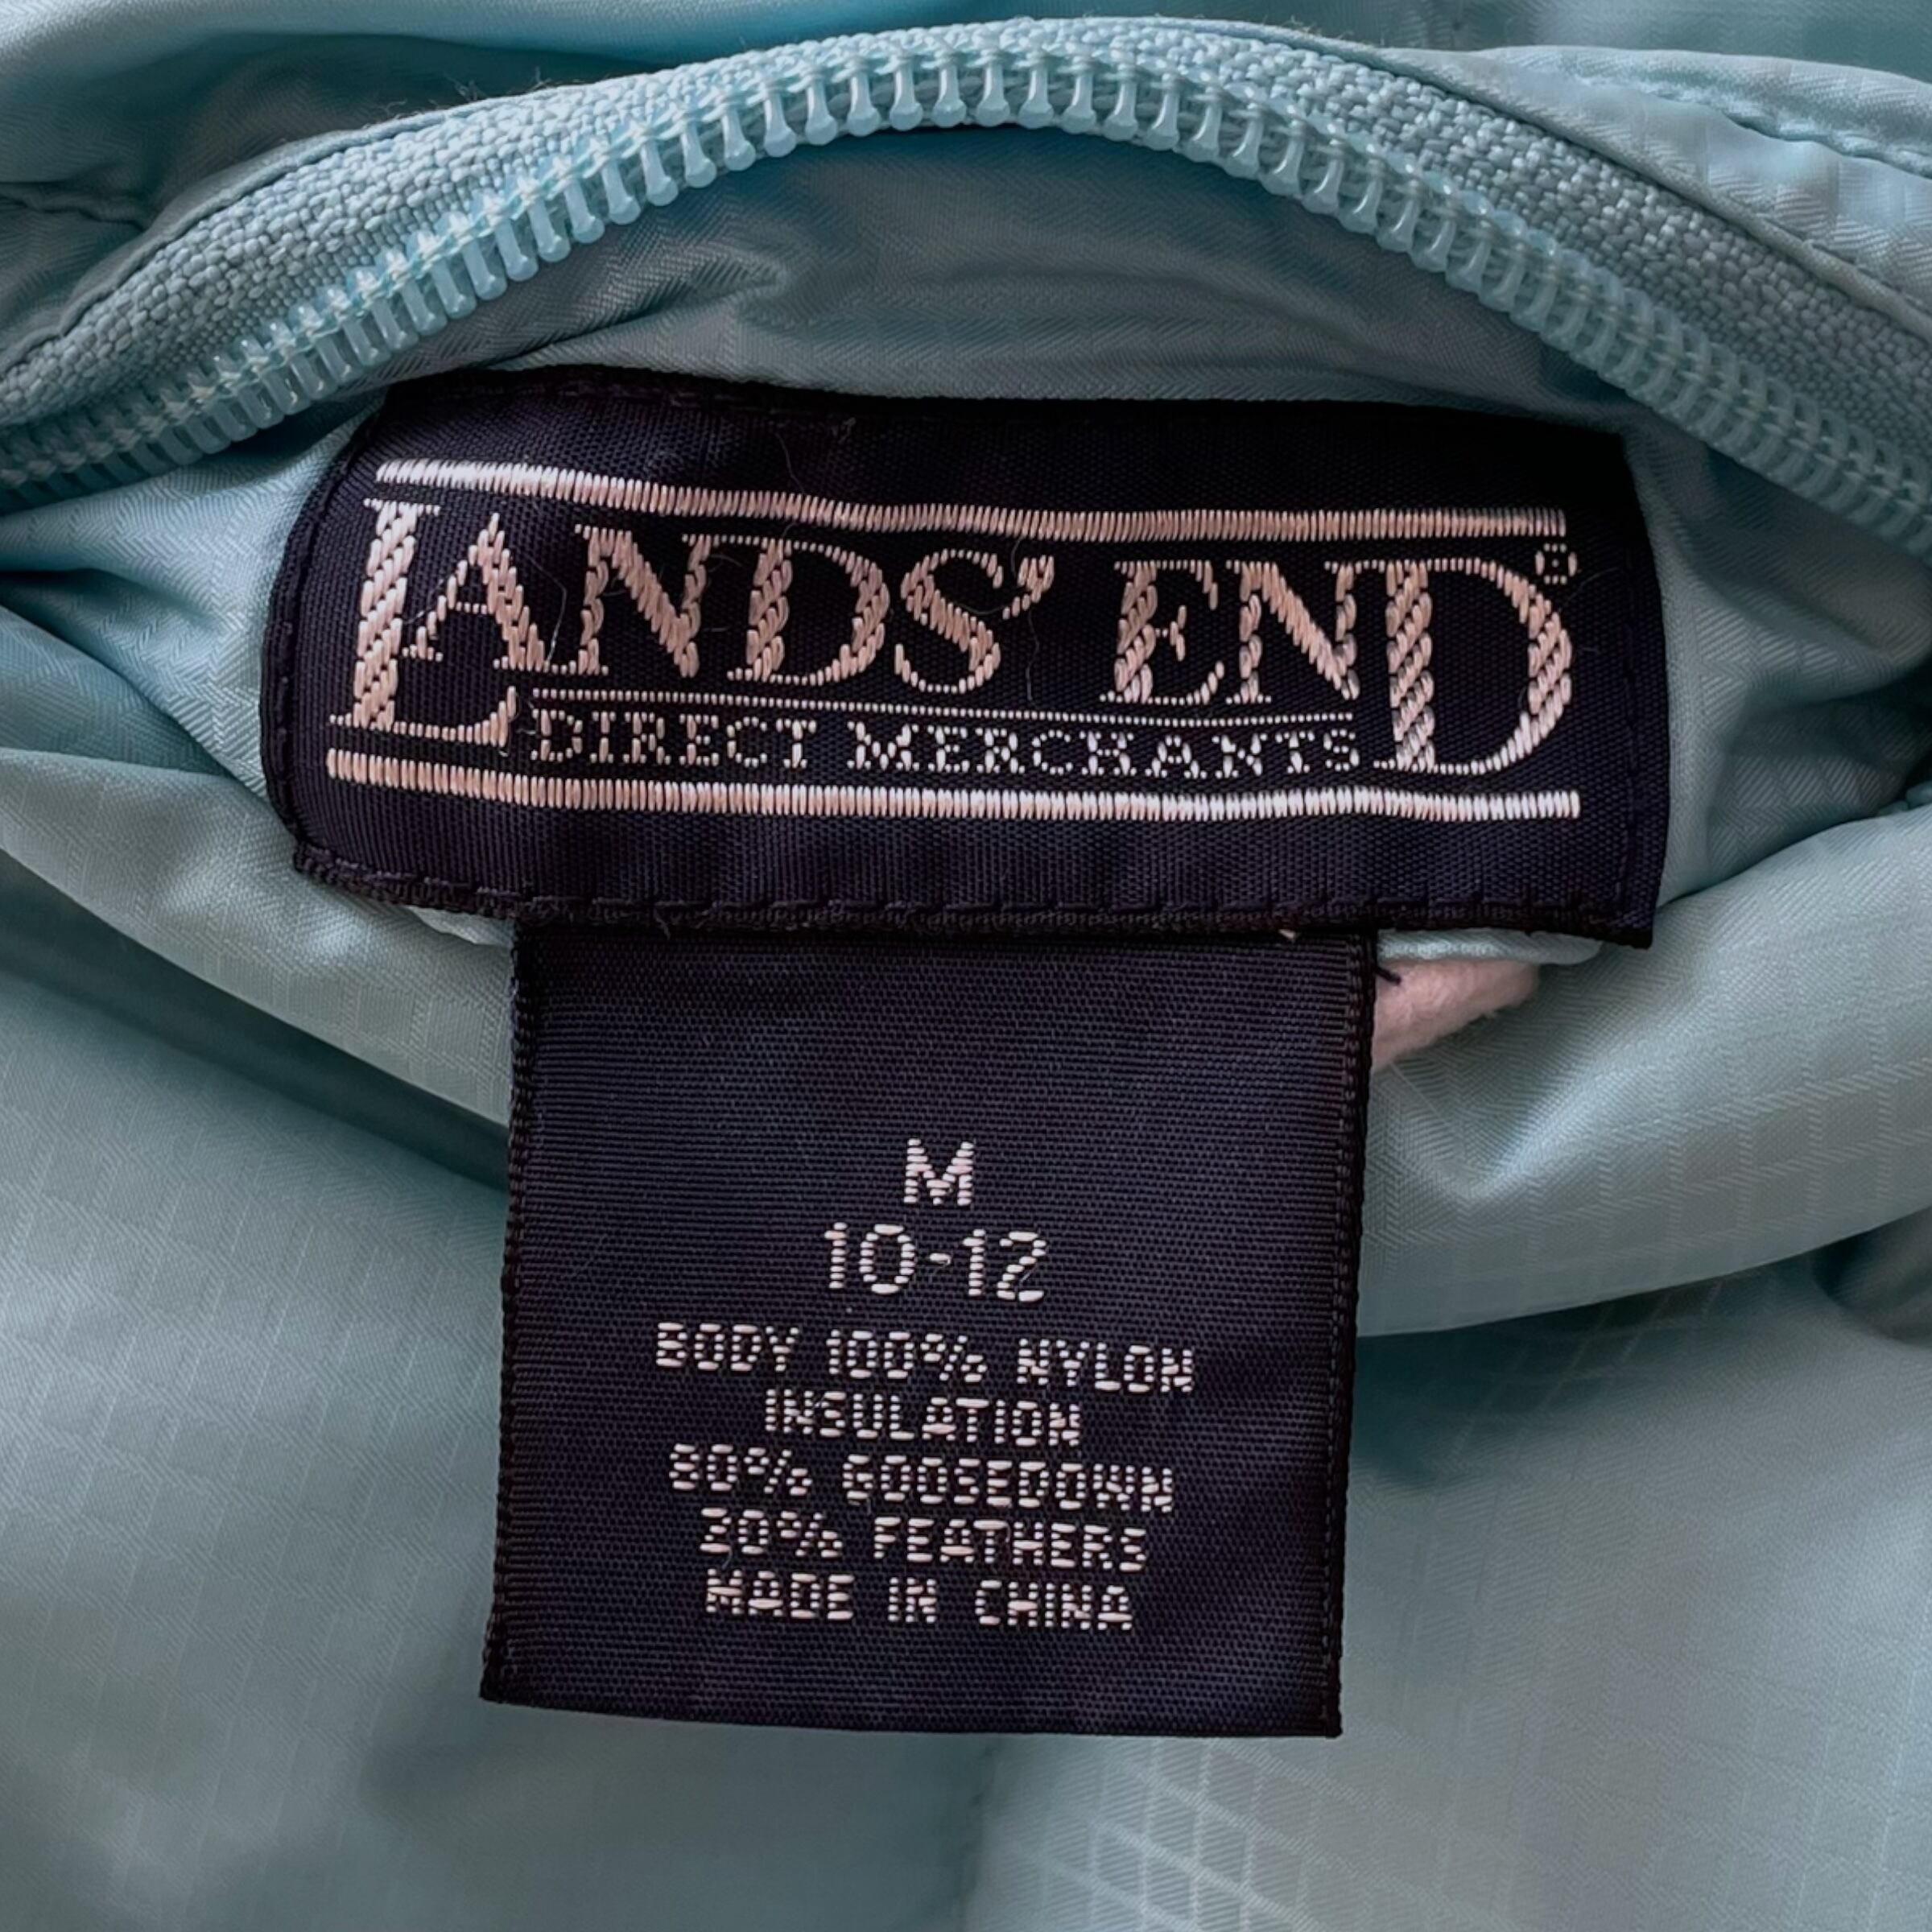 LANDS' END®
DIRECT MERCHANTS
M
10-12
BODY 100% NYLON
INSULATION
80% GOOSEDOWN
20% FEATHERS
MADE IN CHINA